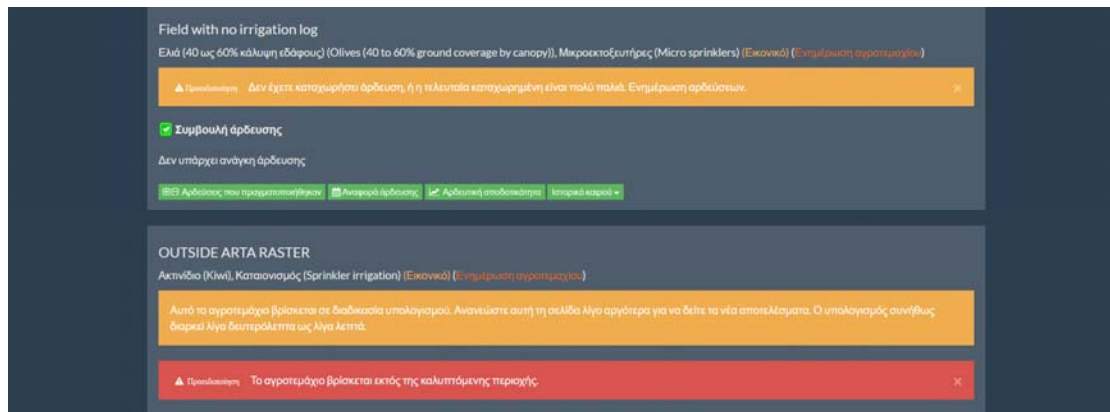 Field with no irrigation log
Ελιά (40 ως 60% κάλυψη εδάφους) (Olives (40 to 60% ground coverage by canopy)), Μικροεκτοξευτήρες (Micro sprinklers) (Εικονικό) (Ενημέρωση αγροτεμαχίου)
Προειδοποίηση Δεν έχετε καταχωρήσει άρδευση, ή η τελευταία καταχωρημένη είναι πολύ παλιά. Ενημέρωση αρδεύσεων. ×
Συμβουλή άρδευσης
Δεν υπάρχει ανάγκη άρδευσης
Αρδεύσεις που πραγματοποιήθηκαν Αναφορά άρδευσης Αρδευτική αποδοτικότητα Ιστορικό καιρού
OUTSIDE ARTA RASTER
Ακτινίδιο (Kiwi), Καταιονισμός (Sprinkler irrigation) (Εικονικό) (Ενημέρωση αγροτεμαχίου)
Αυτό το αγροτεμάχιο βρίσκεται σε διαδικασία υπολογισμού. Ανανεώστε αυτή τη σελίδα λίγο αργότερα για να δείτε τα νέα αποτελέσματα. Ο υπολογισμός συνήθως
διαρκεί λίγα δευτερόλεπτα ως λίγα λεπτά.
Προειδοποίηση Το αγροτεμάχιο βρίσκεται εκτός της καλυπτόμενης περιοχής. ×